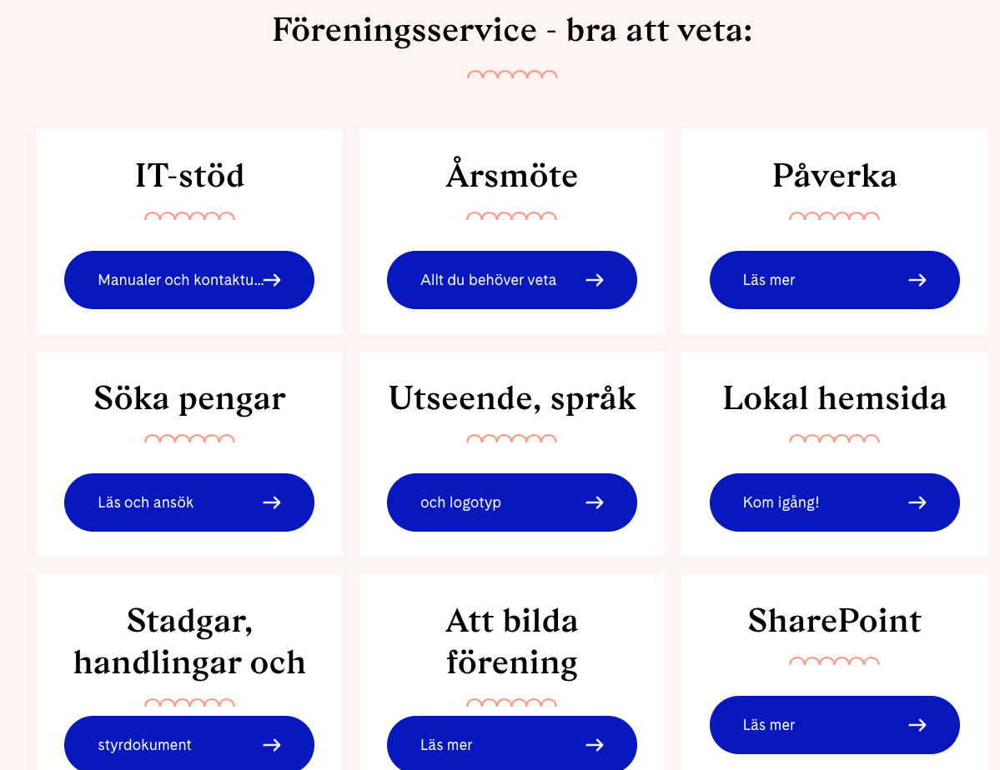 Föreningsservice - bra att veta:
IT-stöd
Manualer och kontaktu...
Årsmöte
Allt du behöver veta
Påverka
Läs mer
Söka pengar
Läs och ansök
Utseende, språk
och logotyp
Lokal hemsida
Kom igång!
Stadgar,
handlingar och
styrdokument
Att bilda
förening
Läs mer
SharePoint
Läs mer